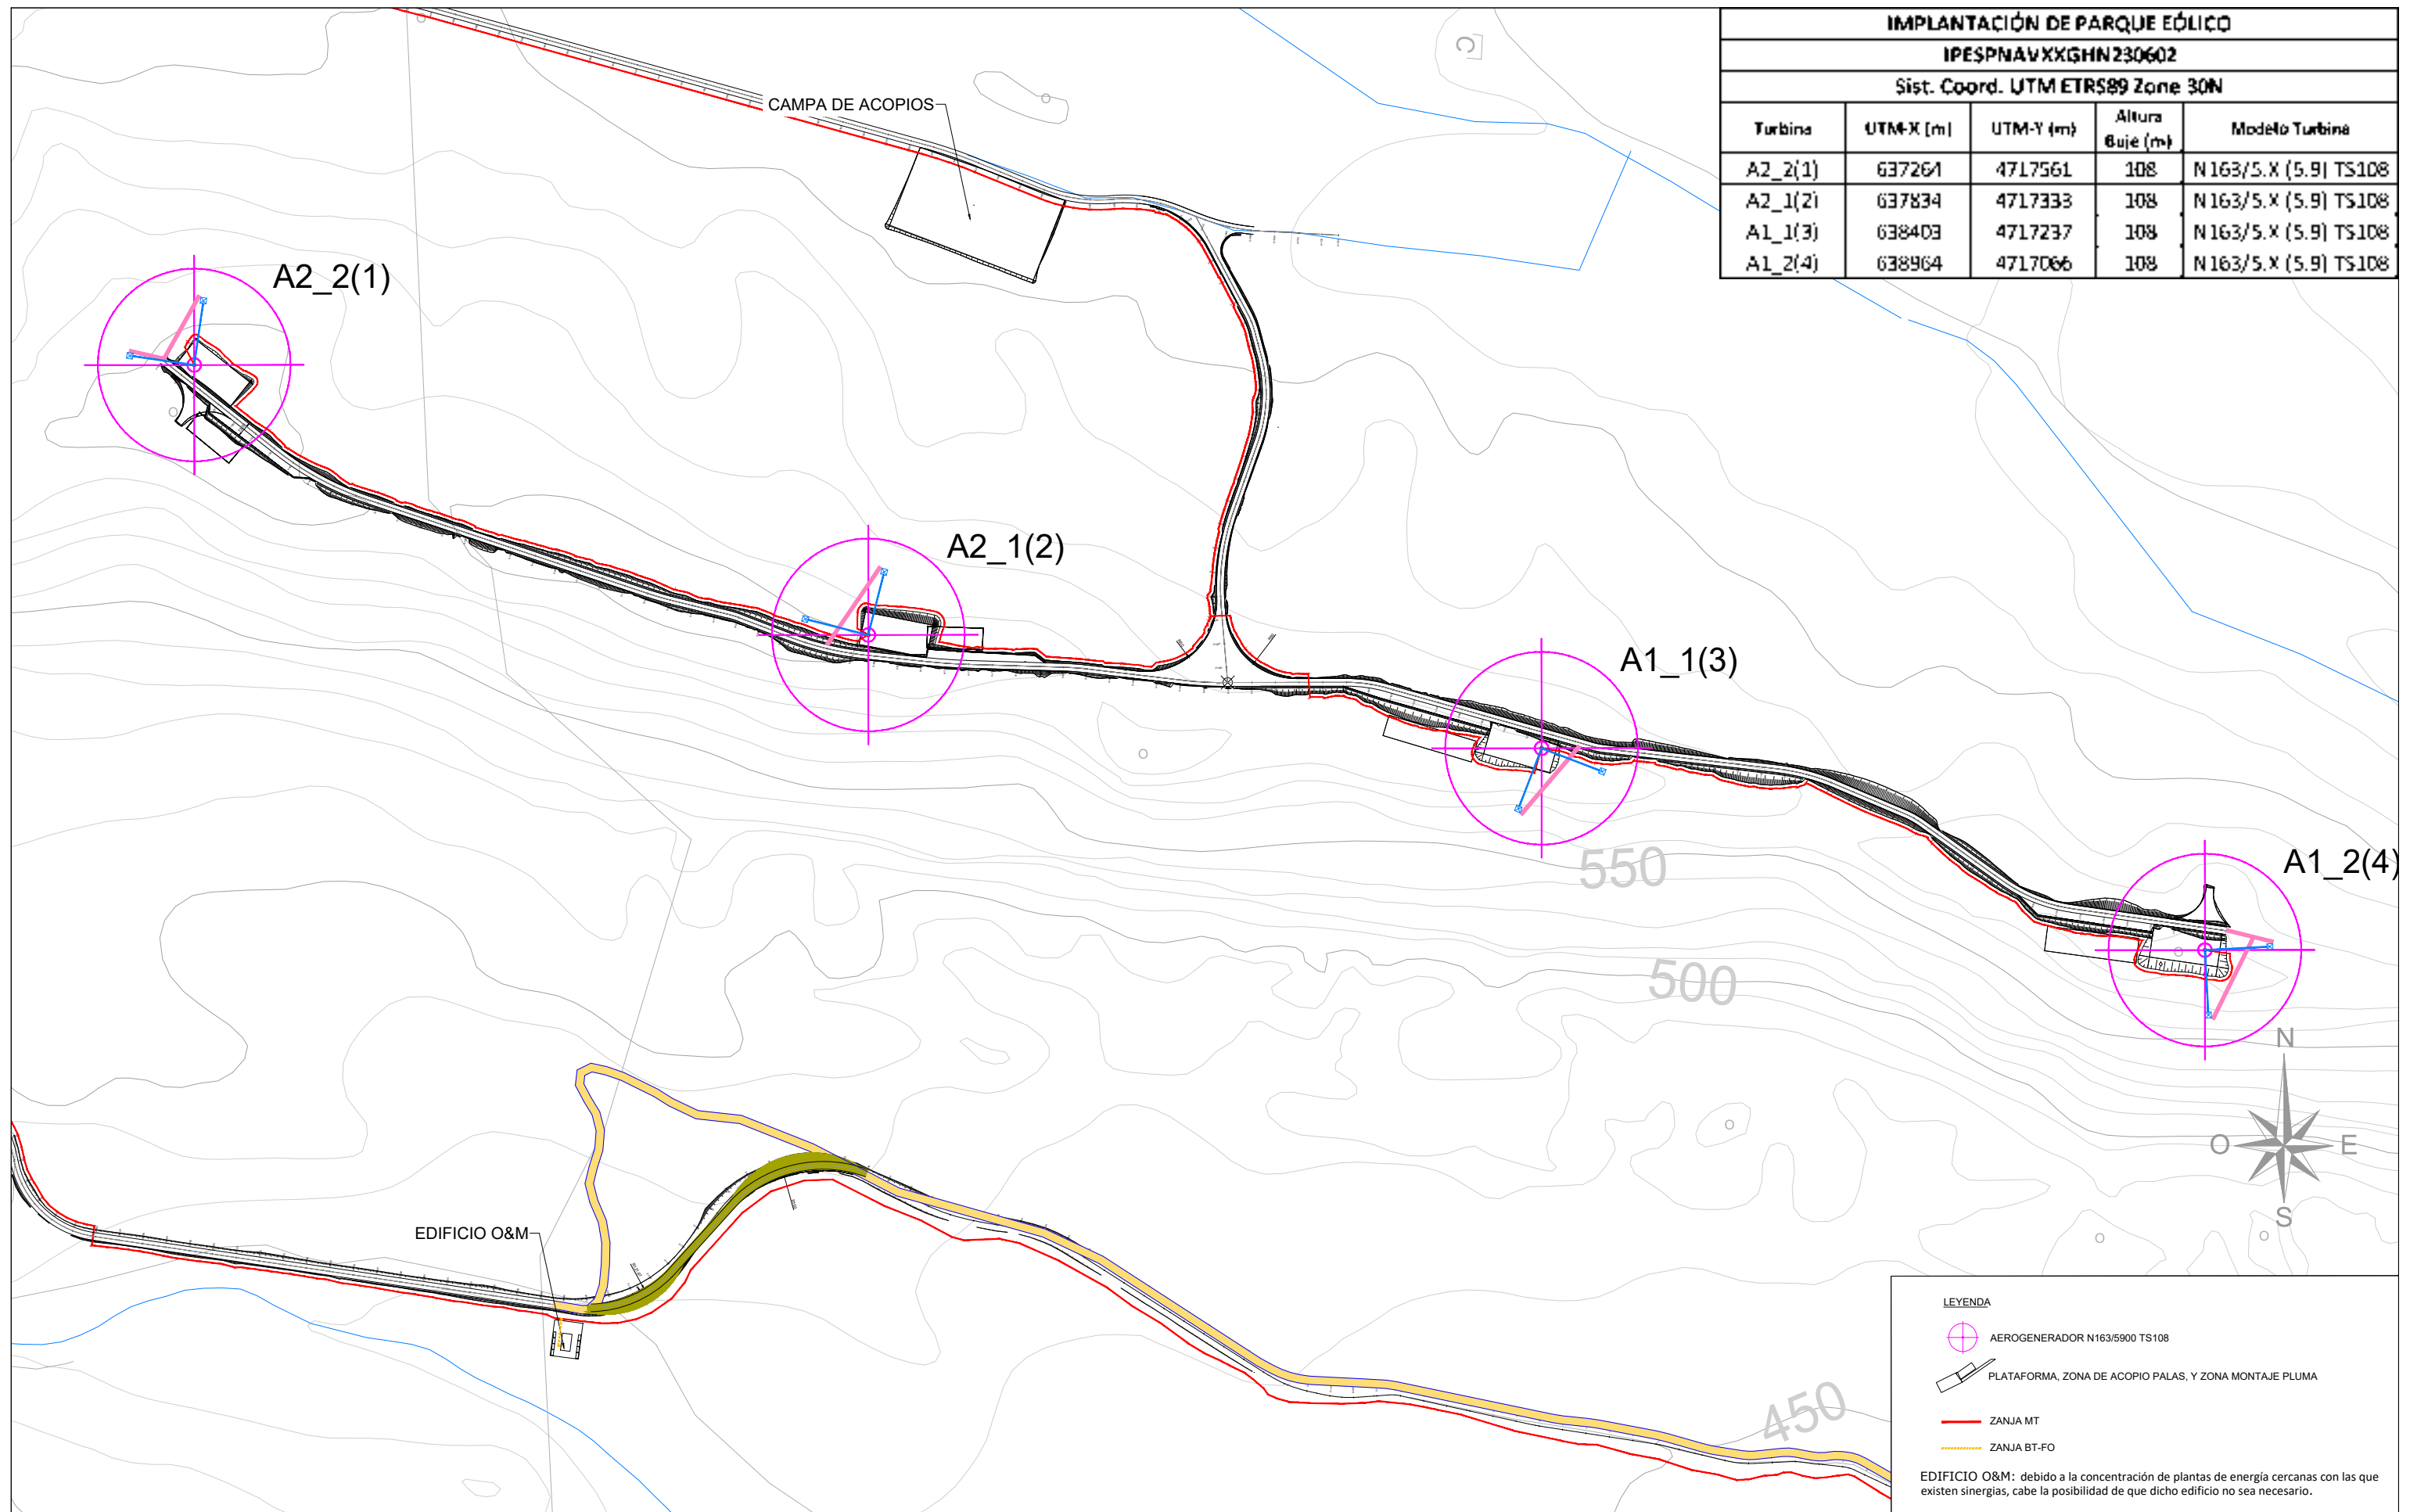 IMPLANTACIÓN DE PARQUE EÓLICO
IPESPNAVXXGHN230602
Sist. Coord. UTM ETRS89 Zone 30N
Turbina UTM-X (m) UTM-Y (m) Altura Buje (m) Modelo Turbina
A2_2(1) 637264 4717561 108 N163/5.X (5.9) TS108
A2_1(2) 637834 4717333 108 N163/5.X (5.9) TS108
A1_1(3) 638403 4717237 108 N163/5.X (5.9) TS108
A1_2(4) 638964 4717066 108 N163/5.X (5.9) TS108
CAMPA DE ACOPIOS
A2_2(1)
A2_1(2)
A1_1(3)
A1_2(4)
550
500
450
N
O E
S
EDIFICIO O&M
LEYENDA
AEROGENERADOR N163/5900 TS108
PLATAFORMA, ZONA DE ACOPIO PALAS, Y ZONA MONTAJE PLUMA
ZANJA MT
ZANJA BT-FO
EDIFICIO O&M: debido a la concentración de plantas de energía cercanas con las que
existen sinergias, cabe la posibilidad de que dicho edificio no sea necesario.